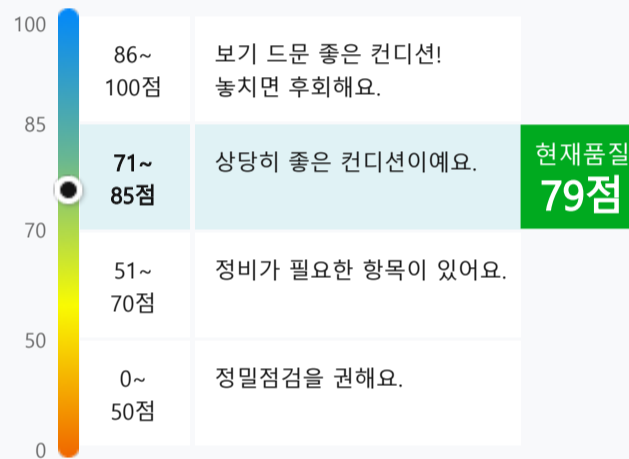 100
86~
100점
보기 드문 좋은 컨디션!
놓치면 후회해요.
85
71~
85점
상당히 좋은 컨디션이예요.
현재품질
79점
70
51~
70점
정비가 필요한 항목이 있어요.
50
0~
50점
정밀점검을 권해요.
0